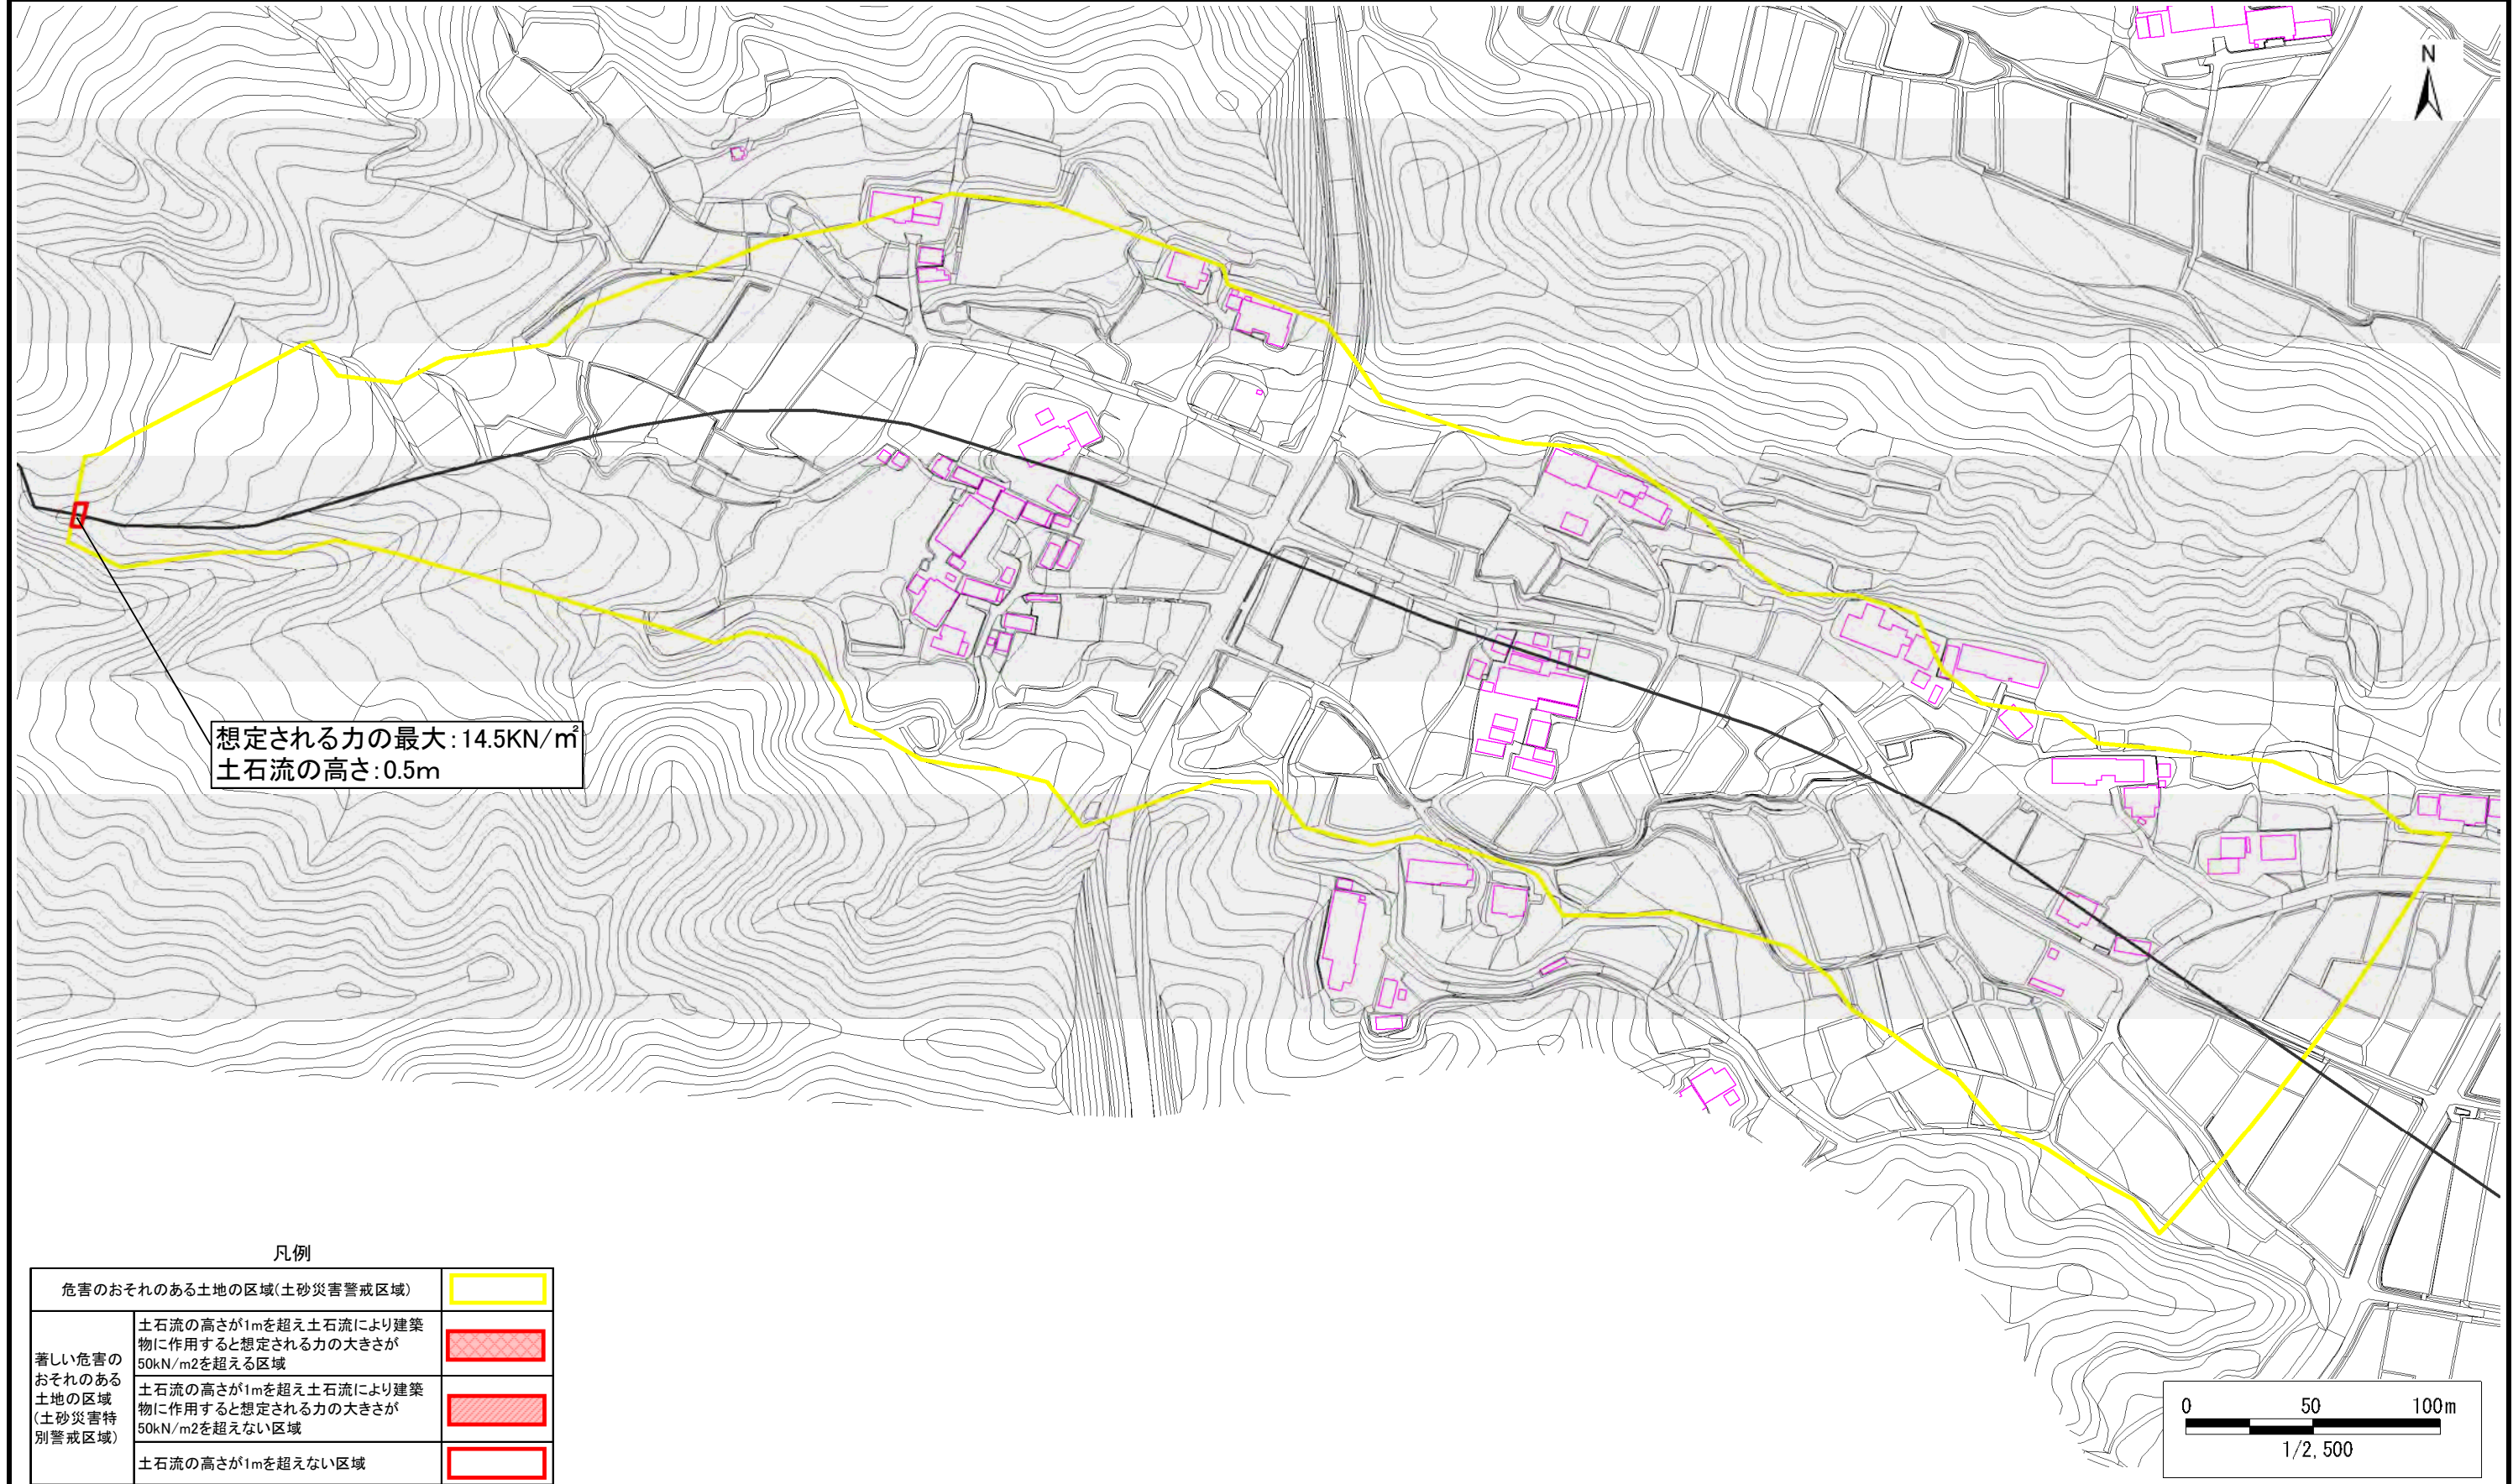 N
想定される力の最大:14.5KN/㎡
土石流の高さ:0.5m
凡例
危害のおそれのある土地の区域(土砂災害警戒区域)
著しい危害の
おそれのある
土地の区域
(土砂災害特
別警戒区域)
土石流の高さが1mを超え土石流により建築
物に作用すると想定される力の大きさが
50kN/m2を超える区域
土石流の高さが1mを超え土石流により建築
物に作用すると想定される力の大きさが
50kN/m2を超えない区域
土石流の高さが1mを超えない区域
0 50 100m
1/2,500